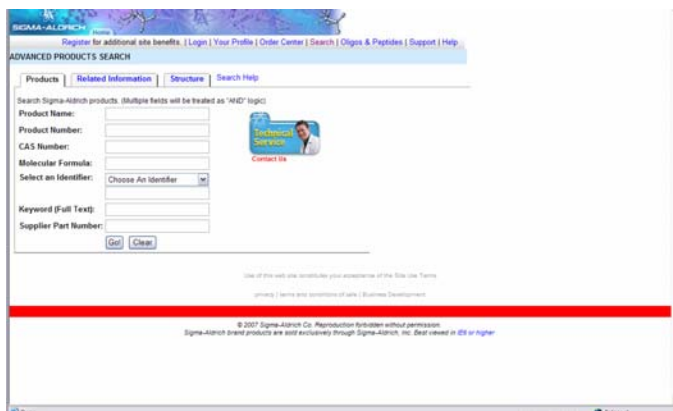 SIGMA-ALDRICH
Home
Register for additional site benefits. | Login | Your Profile | Order Center | Search | Oligos & Peptides | Support | Help
ADVANCED PRODUCTS SEARCH
Products | Related Information | Structure | Search Help
Search Sigma-Aldrich products. (Multiple fields will be treated as "AND" logic)
Product Name:
Product Number:
Technical
Service
CAS Number:
Contact Us
Molecular Formula:
Select an Identifier: Choose An Identifier
Keyword (Full Text):
Supplier Part Number:
Go! Clear
Use of this web site constitutes your acceptance of the Site Use Terms
privacy | terms and conditions of sale | Business Development
© 2007 Sigma-Aldrich Co. Reproduction forbidden without permission.
Sigma-Aldrich brand products are sold exclusively through Sigma-Aldrich, Inc. Best viewed in IE6 or higher